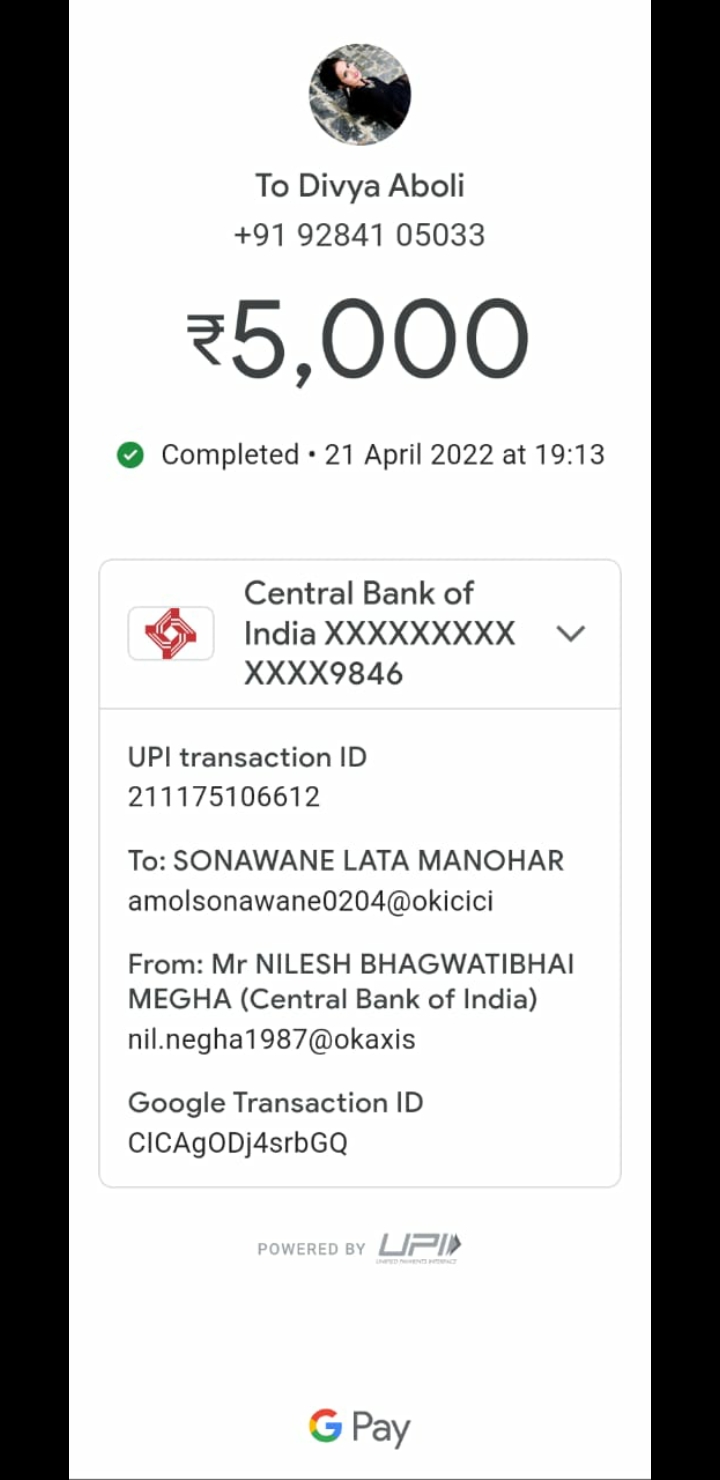 To Divya Aboli
+91 92841 05033
₹5,000
Completed • 21 April 2022 at 19:13
Central Bank of
India XXXXXXXXX
XXXX9846
UPI transaction ID
211175106612
To: SONAWANE LATA MANOHAR
amolsonawane0204@okicici
From: Mr NILESH BHAGWATIBHAI
MEGHA (Central Bank of India)
nil.negha1987@okaxis
Google Transaction ID
CICAgODj4srbGQ
POWERED BY UPI
UNIFIED PAYMENTS INTERFACE
G Pay